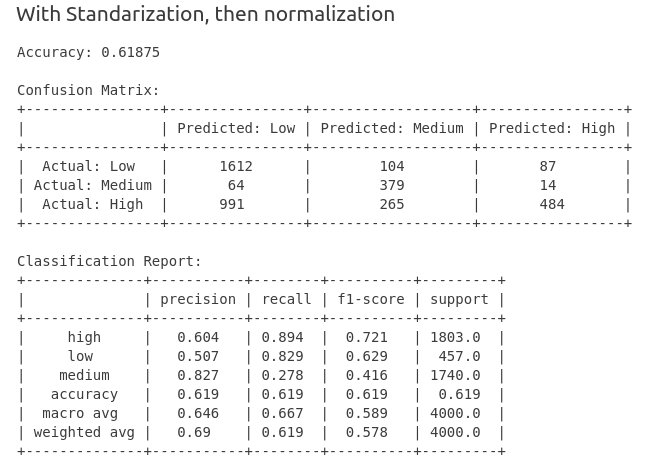 With Standarization, then normalization
Accuracy: 0.61875
Confusion Matrix:
+----------------+----------------+-------------------+-----------------+
|                | Predicted: Low | Predicted: Medium | Predicted: High |
+----------------+----------------+-------------------+-----------------+
|  Actual: Low   |      1612      |        104        |       87        |
| Actual: Medium |       64       |        379        |       14        |
|  Actual: High  |      991       |        265        |       484       |
+----------------+----------------+-------------------+-----------------+
Classification Report:
+--------------+-----------+--------+----------+---------+
|              | precision | recall | f1-score | support |
+--------------+-----------+--------+----------+---------+
|     high     |   0.604   | 0.894  |  0.721   | 1803.0  |
|     low      |   0.507   | 0.829  |  0.629   |  457.0  |
|    medium    |   0.827   | 0.278  |  0.416   | 1740.0  |
|   accuracy   |   0.619   | 0.619  |  0.619   |  0.619  |
|  macro avg   |   0.646   | 0.667  |  0.589   | 4000.0  |
| weighted avg |   0.69    | 0.619  |  0.578   | 4000.0  |
+--------------+-----------+--------+----------+---------+